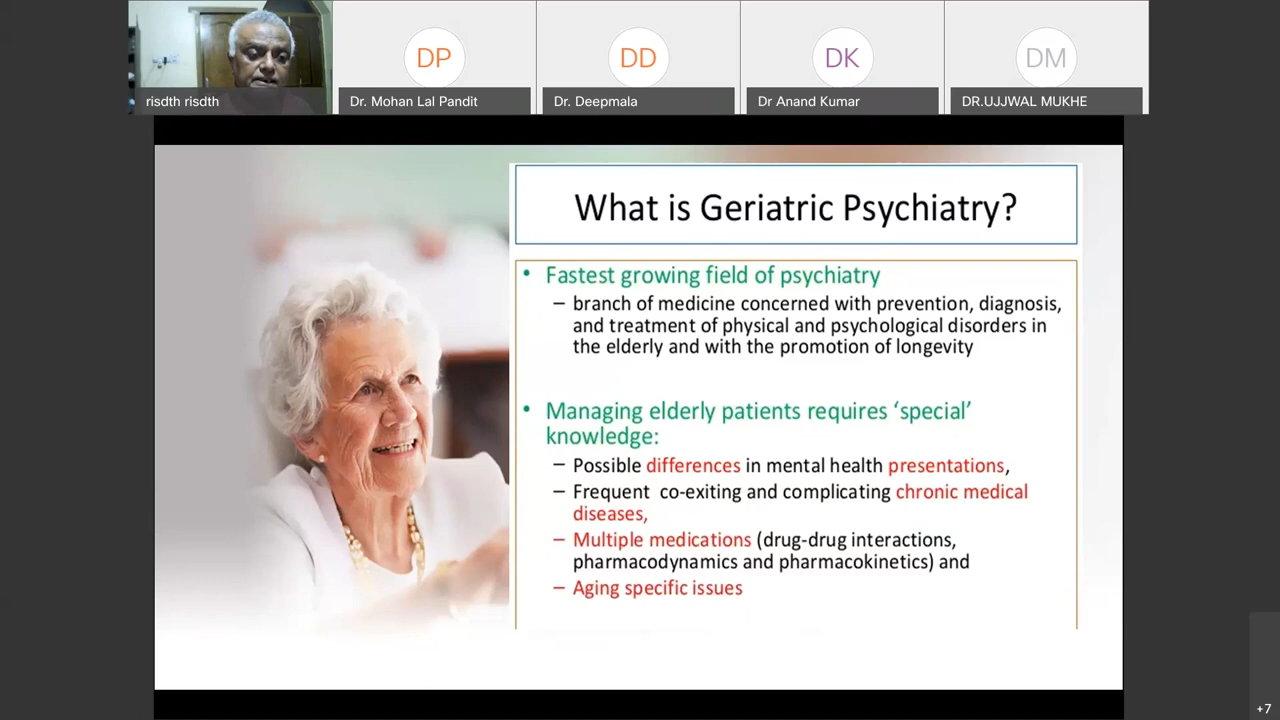 DP
DD
DK
DM
risdth risdth
Dr. Mohan Lal Pandit
Dr. Deepmala
Dr Anand Kumar
DR.UJJWAL MUKHE
What is Geriatric Psychiatry?
• Fastest growing field of psychiatry
– branch of medicine concerned with prevention, diagnosis,
and treatment of physical and psychological disorders in
the elderly and with the promotion of longevity
• Managing elderly patients requires ‘special’
knowledge:
– Possible differences in mental health presentations,
– Frequent co-exiting and complicating chronic medical
diseases,
– Multiple medications (drug-drug interactions,
pharmacodynamics and pharmacokinetics) and
– Aging specific issues
+7